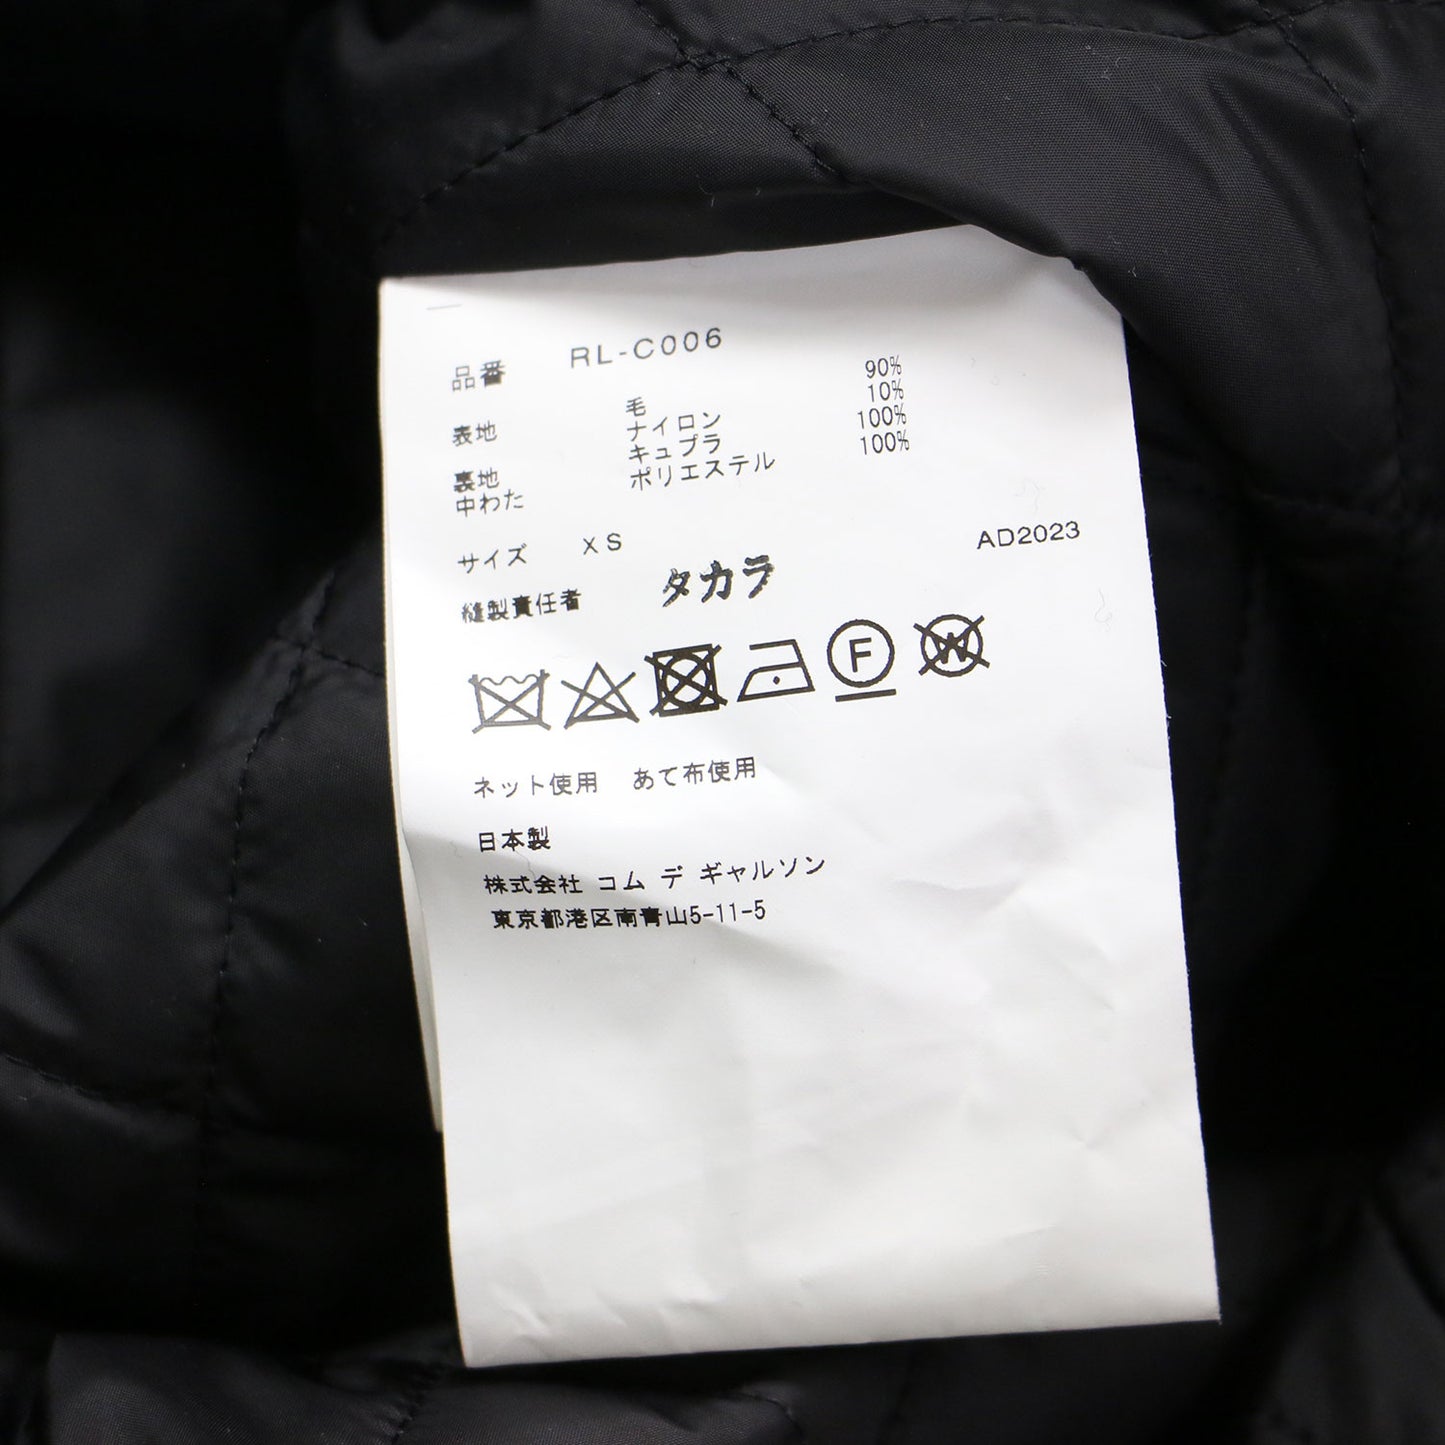 品番 RL-C006
表地 毛 90%
ナイロン 10%
裏地 キュプラ 100%
中わた ポリエステル 100%
サイズ XS AD2023
縫製責任者 タカラ
F W
ネット使用 あて布使用
日本製
株式会社 コム デ ギャルソン
東京都港区南青山5-11-5